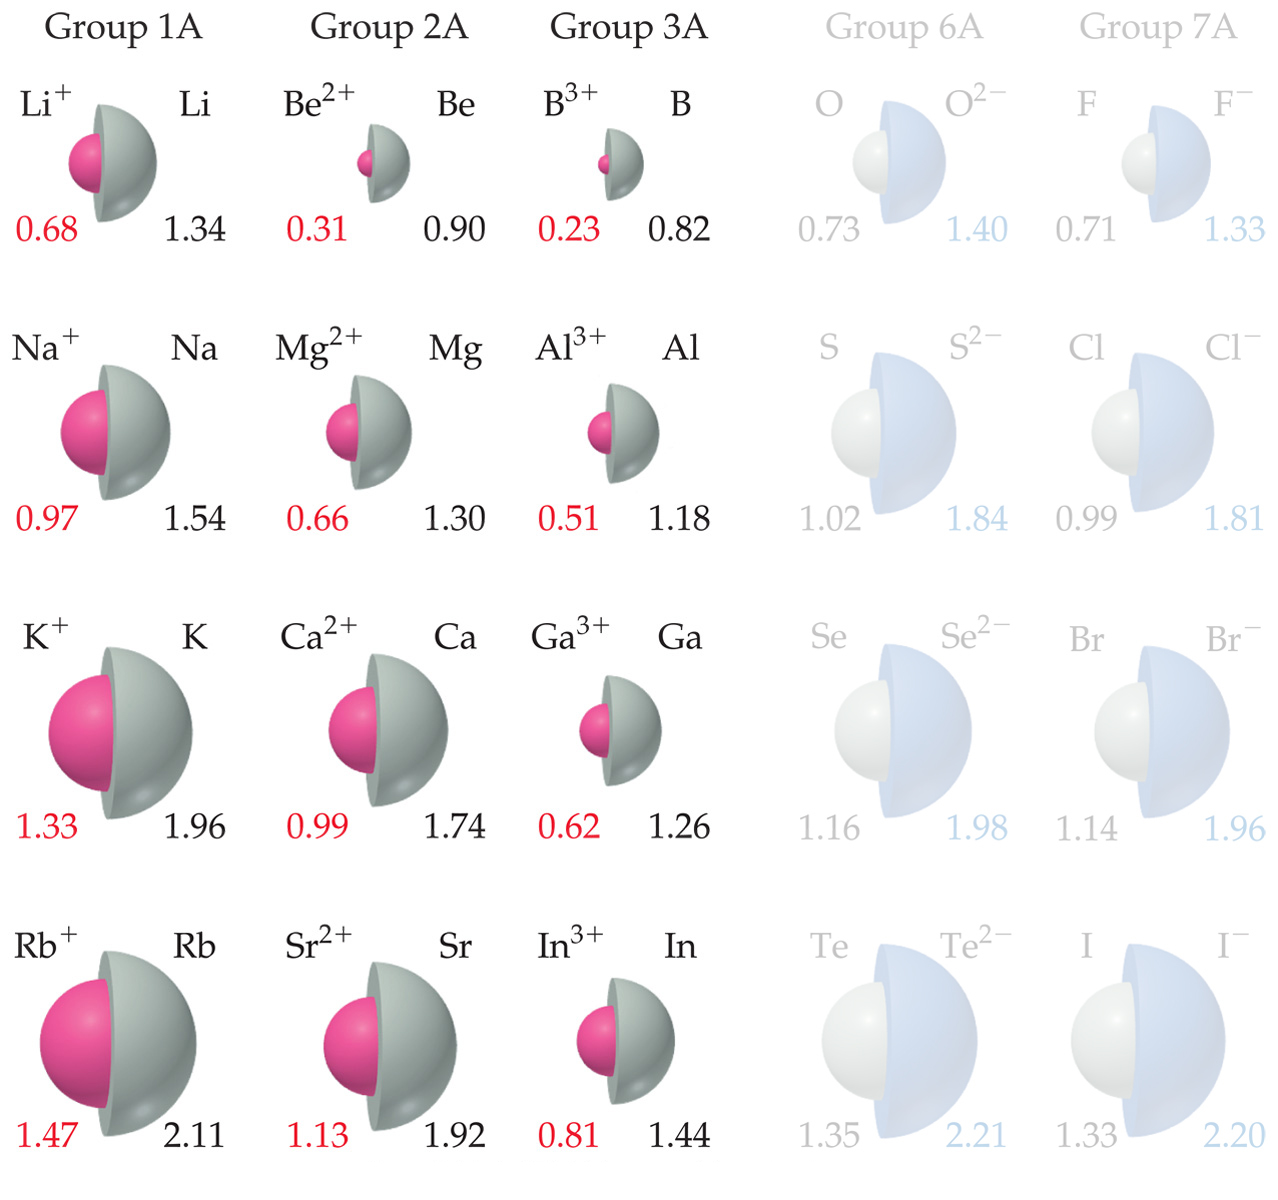 Group 1A Group 2A Group 3A Group 6A Group 7A
Li⁺ Li Be²⁺ Be B³⁺ B O O²⁻ F F⁻
0.68 1.34 0.31 0.90 0.23 0.82 0.73 1.40 0.71 1.33
Na⁺ Na Mg²⁺ Mg Al³⁺ Al S S²⁻ Cl Cl⁻
0.97 1.54 0.66 1.30 0.51 1.18 1.02 1.84 0.99 1.81
K⁺ K Ca²⁺ Ca Ga³⁺ Ga Se Se²⁻ Br Br⁻
1.33 1.96 0.99 1.74 0.62 1.26 1.16 1.98 1.14 1.96
Rb⁺ Rb Sr²⁺ Sr In³⁺ In Te Te²⁻ I I⁻
1.47 2.11 1.13 1.92 0.81 1.44 1.35 2.21 1.33 2.20